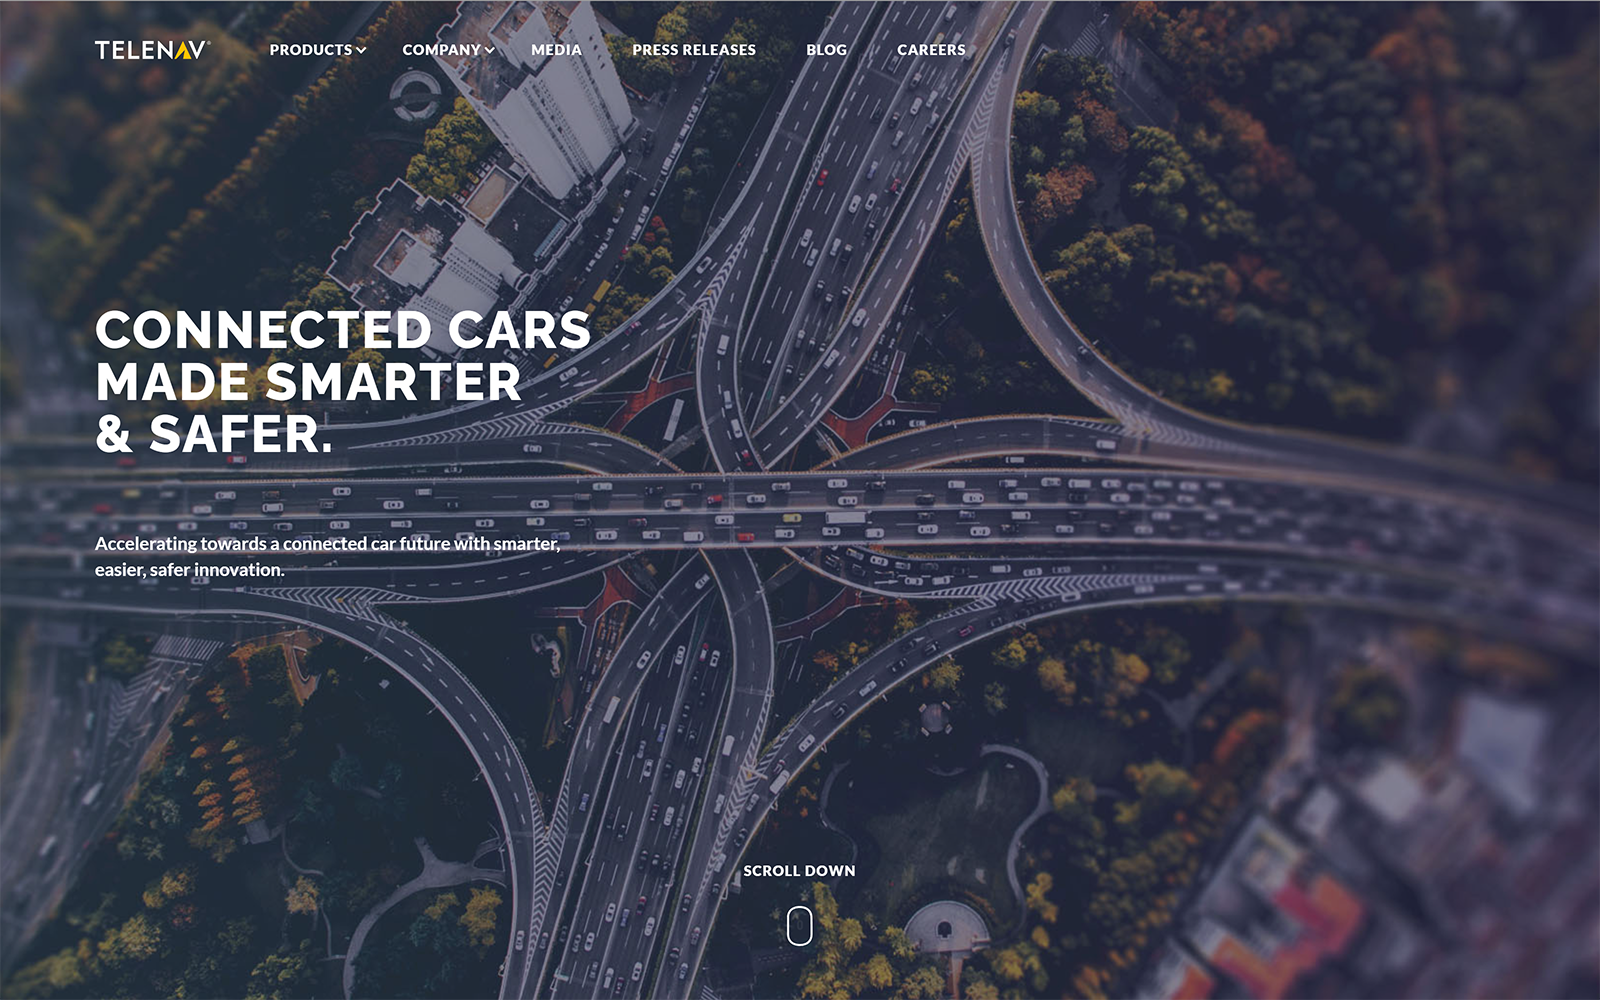 TELENAV
PRODUCTS
COMPANY
MEDIA
PRESS RELEASES
BLOG
CAREERS
CONNECTED CARS
MADE SMARTER
& SAFER.
Accelerating towards a connected car future with smarter,
easier, safer innovation.
SCROLL DOWN